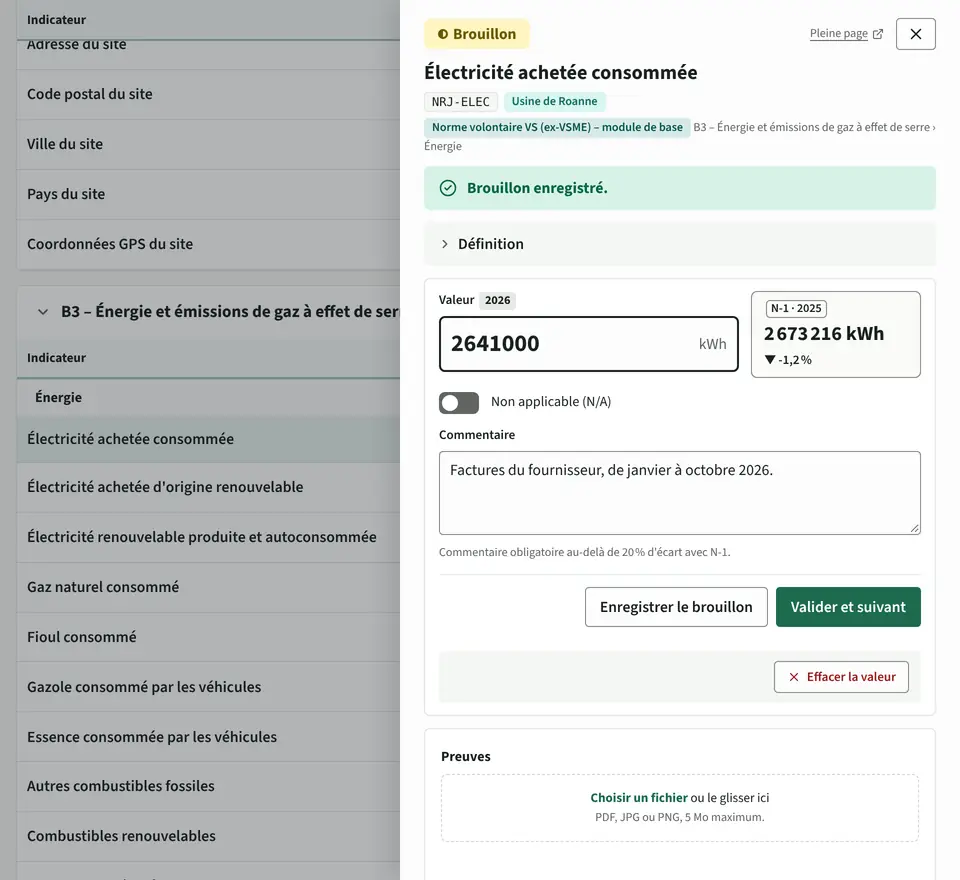 Indicateur
Adresse du site
Code postal du site
Ville du site
Pays du site
Coordonnées GPS du site
B3 – Énergie et émissions de gaz à effet de ser
Indicateur
Énergie
Électricité achetée consommée
Électricité achetée d'origine renouvelable
Électricité renouvelable produite et autoconsommée
Gaz naturel consommé
Fioul consommé
Gazole consommé par les véhicules
Essence consommée par les véhicules
Autres combustibles fossiles
Combustibles renouvelables
Brouillon
Pleine page
Électricité achetée consommée
NRJ-ELEC Usine de Roanne
Norme volontaire VS (ex-VSME) – module de base B3 – Énergie et émissions de gaz à effet de serre ›
Énergie
Brouillon enregistré.
Définition
Valeur 2026
2641000 kWh
N-1 · 2025
2 673 216 kWh
▼ -1,2 %
Non applicable (N/A)
Commentaire
Factures du fournisseur, de janvier à octobre 2026.
Commentaire obligatoire au-delà de 20 % d'écart avec N-1.
Enregistrer le brouillon
Valider et suivant
Effacer la valeur
Preuves
Choisir un fichier ou le glisser ici
PDF, JPG ou PNG, 5 Mo maximum.